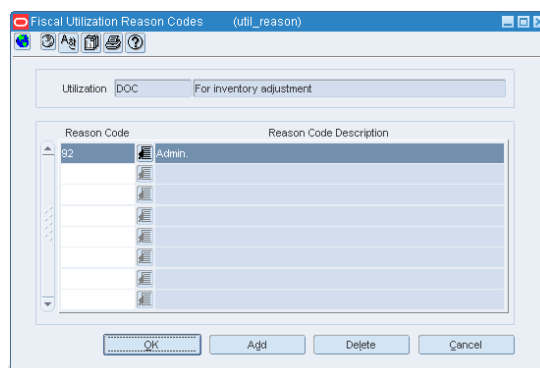 Fiscal Utilization Reason Codes (util_reason)
Utilization DOC For inventory adjustment
Reason Code Reason Code Description
92 Admin.
OK Add Delete Cancel